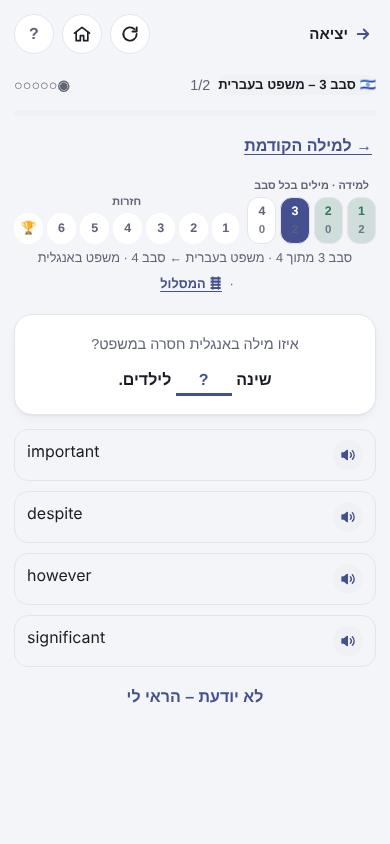 יציאה
?
🇮🇱 סבב 3 – משפט בעברית 1/2
→ למילה הקודמת
למידה · מילים בכל סבב
חזרות
1 2 3 4
2 0 2 0
1 2 3 4 5 6 🏆
סבב 3 מתוך 4 · משפט בעברית ← סבב 4 · משפט באנגלית
· 🧬 המסלול
איזו מילה באנגלית חסרה במשפט?
שינה ? לילדים.
important
despite
however
significant
לא יודעת – הראי לי